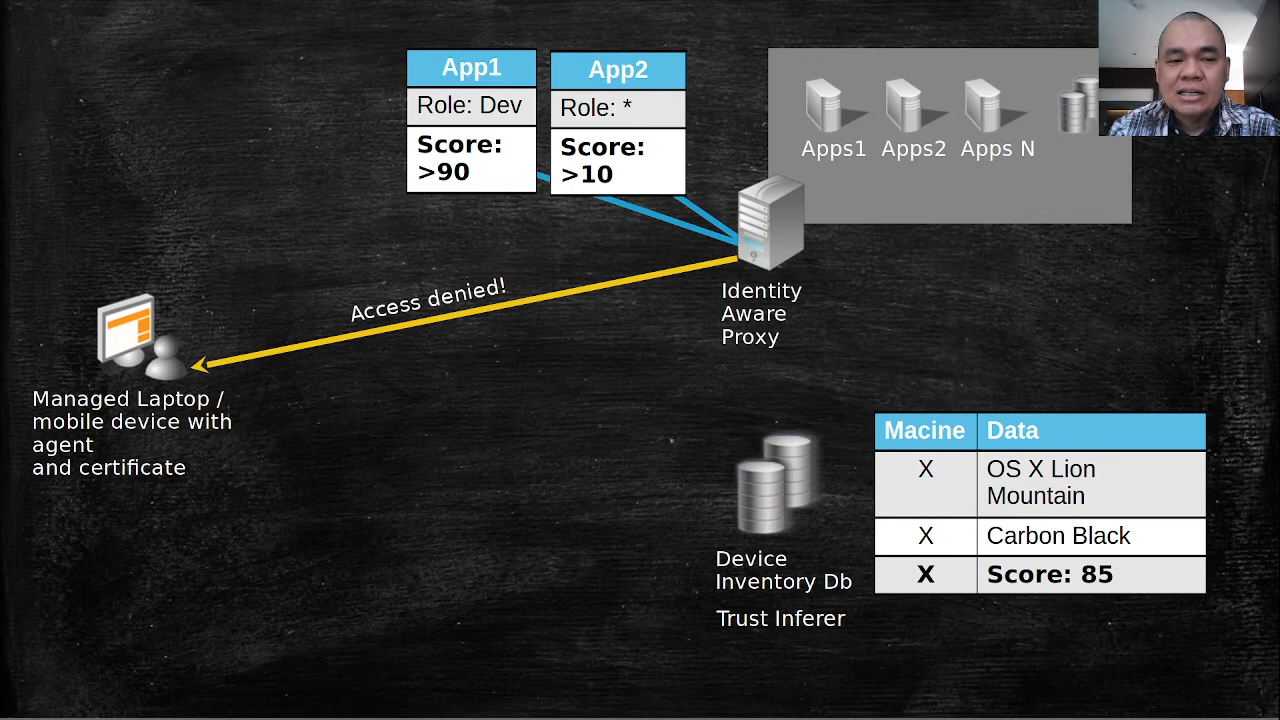 App1
Role: Dev
Score:
>90
App2
Role: *
Score:
>10
Apps1
Apps2
Apps N
Access denied!
Identity
Aware
Proxy
Managed Laptop /
mobile device with
agent
and certificate
Macine
Data
X
OS X Lion
Mountain
X
Carbon Black
X
Score: 85
Device
Inventory Db
Trust Inferer